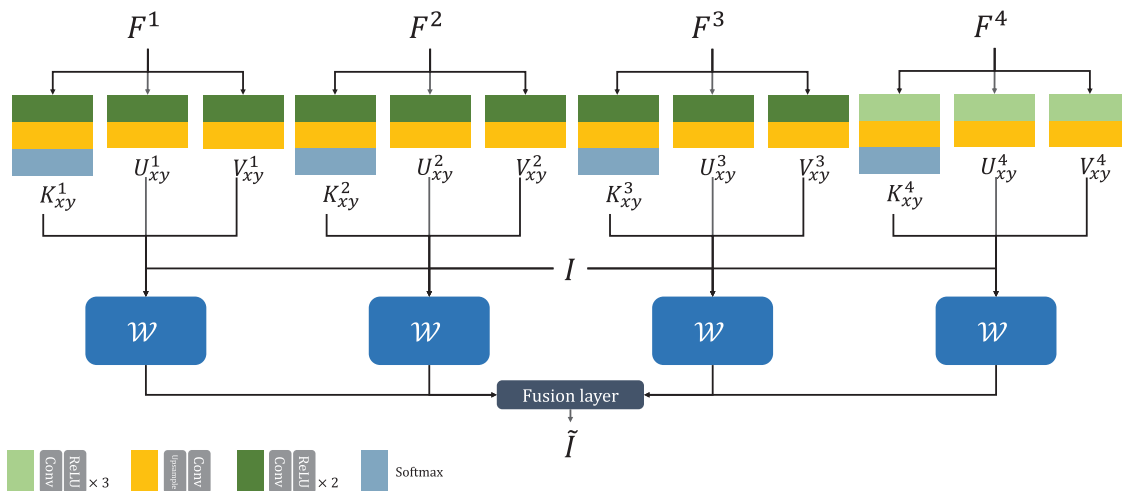 F^1 F^2 F^3 F^4
U_{xy}^1 V_{xy}^1 U_{xy}^2 V_{xy}^2 U_{xy}^3 V_{xy}^3 U_{xy}^4 V_{xy}^4
K_{xy}^1 K_{xy}^2 K_{xy}^3 K_{xy}^4
I
𝒲 𝒲 𝒲 𝒲
Fusion layer
Ĩ
Conv ReLU × 3 Upsample Conv Conv ReLU × 2 Softmax